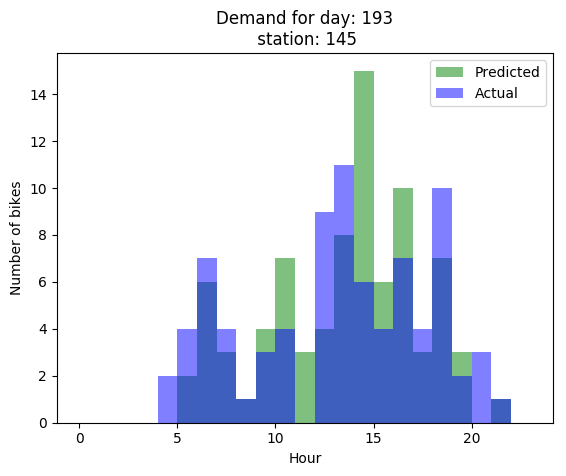 Demand for day: 193
station: 145
Predicted
Actual
Number of bikes
14
12
10
8
6
4
2
0
0
5
10
15
20
Hour